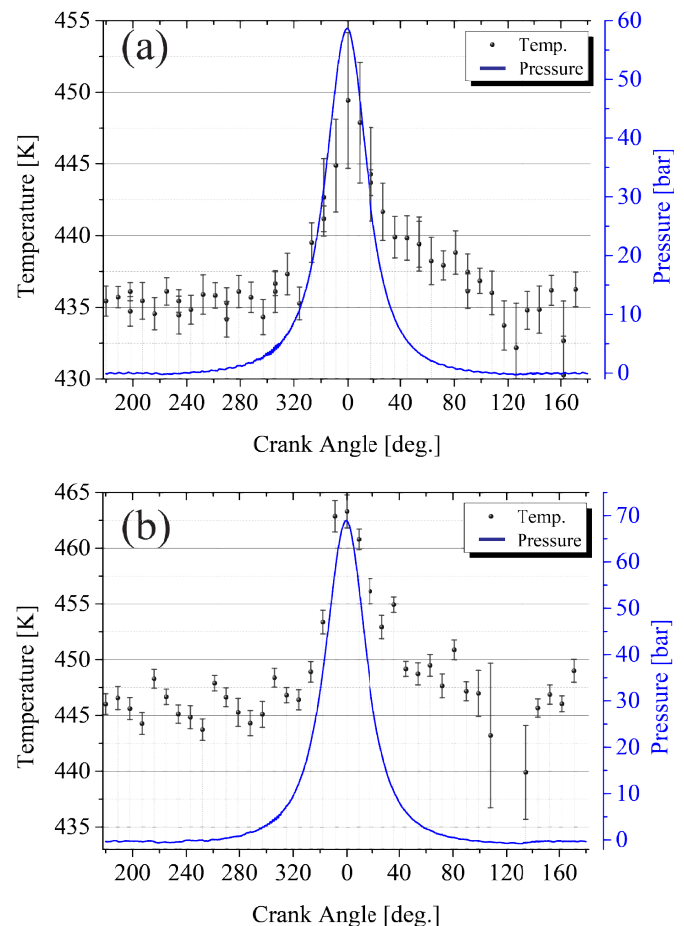 (a)
Temp.
Pressure
455
450
445
440
435
430
60
50
40
30
20
10
0
Temperature [K]
Pressure [bar]
200 240 280 320 0 40 80 120 160
Crank Angle [deg.]
(b)
Temp.
Pressure
465
460
455
450
445
440
435
70
60
50
40
30
20
10
0
Temperature [K]
Pressure [bar]
200 240 280 320 0 40 80 120 160
Crank Angle [deg.]